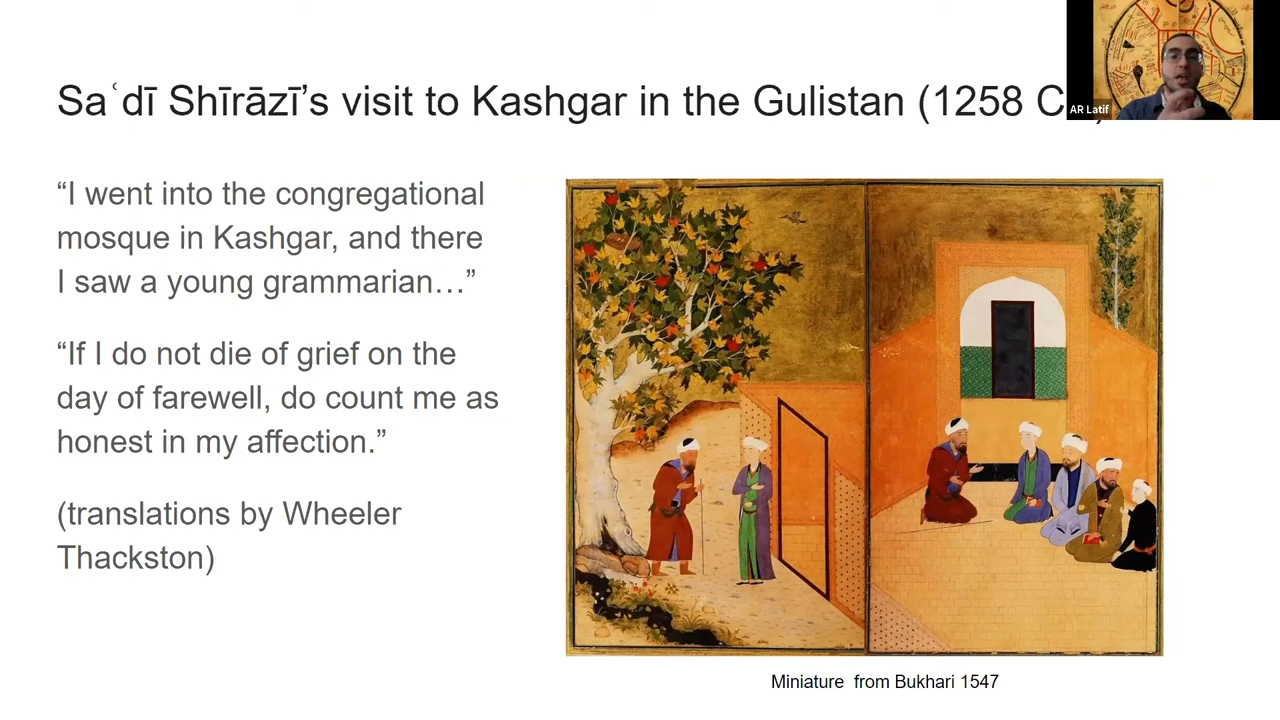 Saʿdī Shīrāzī’s visit to Kashgar in the Gulistan (1258 C
AR Latif
“I went into the congregational
mosque in Kashgar, and there
I saw a young grammarian…”
“If I do not die of grief on the
day of farewell, do count me as
honest in my affection.”
(translations by Wheeler
Thackston)
Miniature from Bukhari 1547